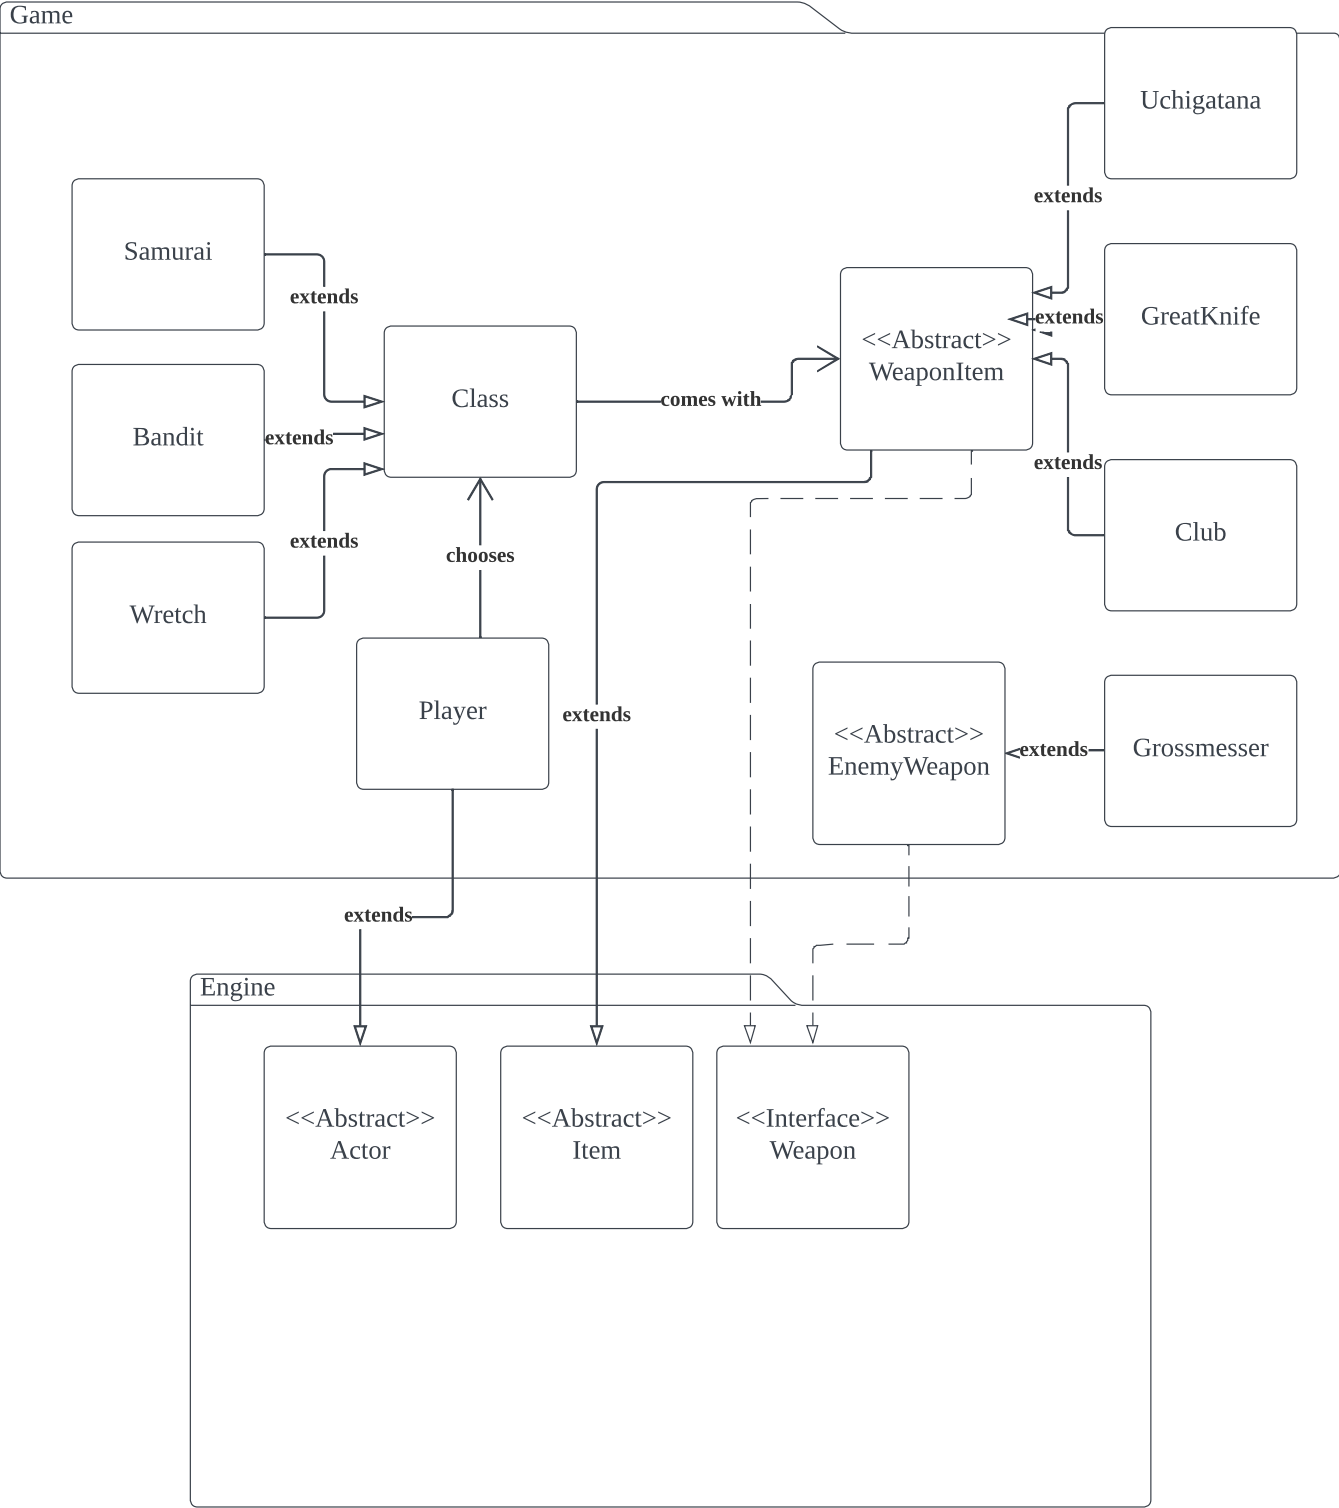 Game
Uchigatana
extends
Samurai
extends
GreatKnife
extends
<<Abstract>>
WeaponItem
Class
comes with
Bandit
extends
extends
Club
extends
chooses
Wretch
Player
extends
<<Abstract>>
EnemyWeapon
extends
Grossmesser
extends
Engine
<<Abstract>>
Actor
<<Abstract>>
Item
<<Interface>>
Weapon